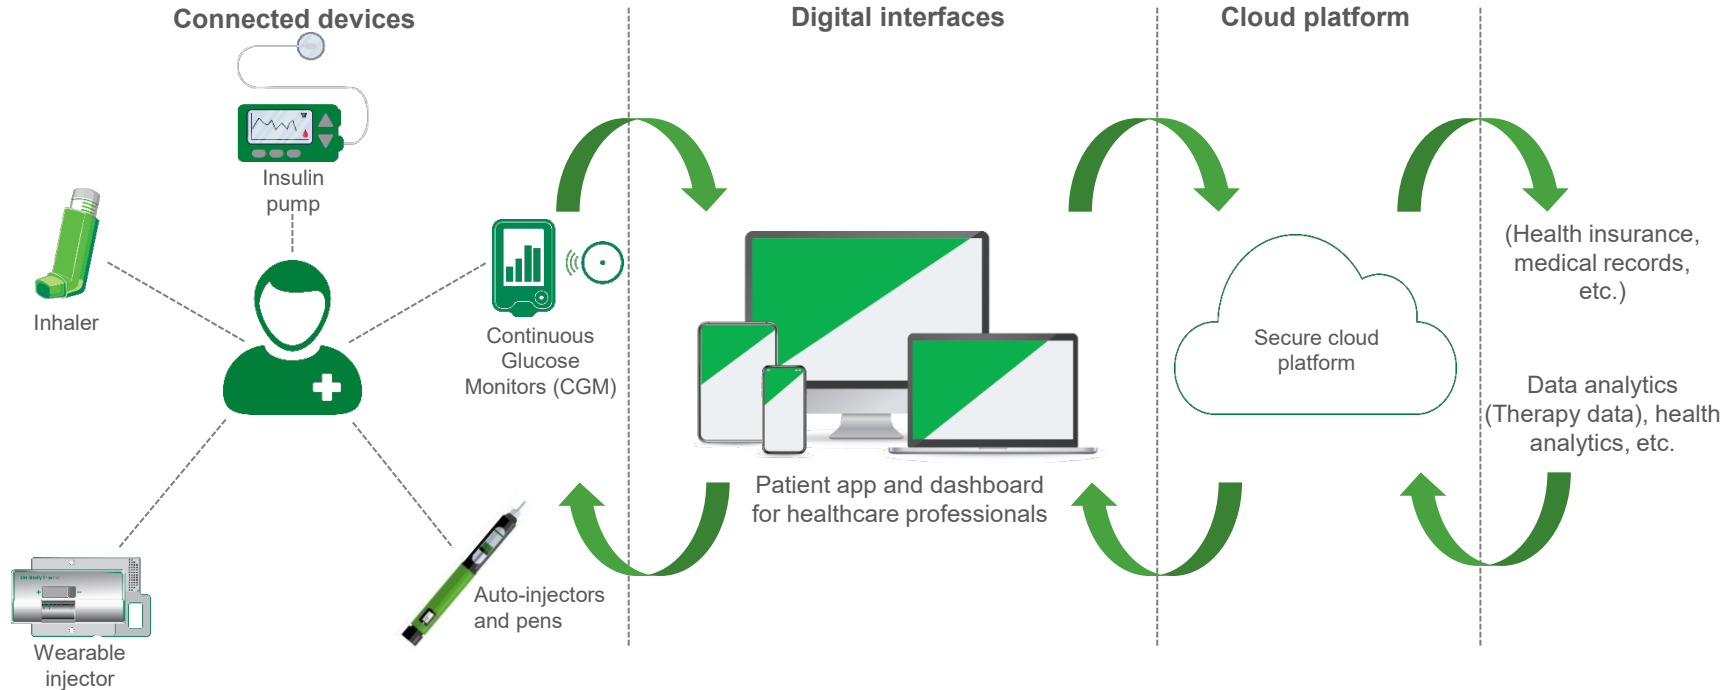 Connected devices
Digital interfaces
Cloud platform
Insulin
pump
Inhaler
Continuous
Glucose
Monitors (CGM)
Wearable
injector
Auto-injectors
and pens
Patient app and dashboard
for healthcare professionals
Secure cloud
platform
(Health insurance,
medical records,
etc.)
Data analytics
(Therapy data), health
analytics, etc.